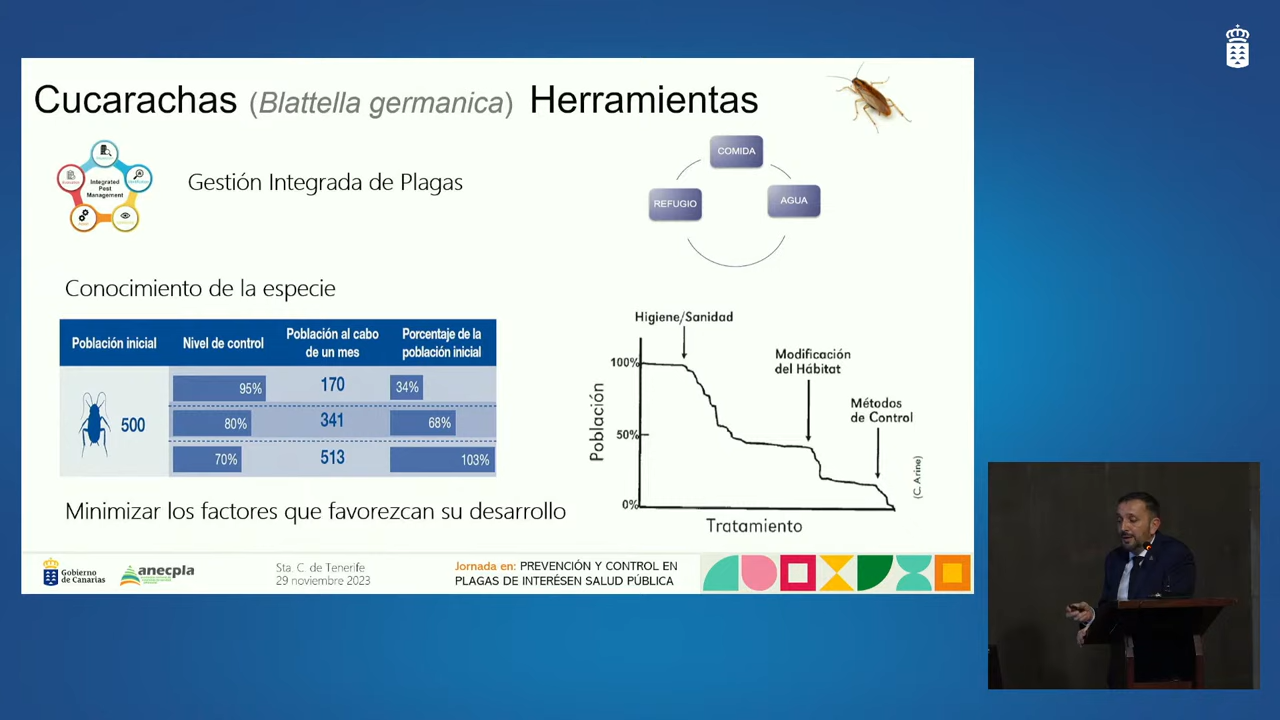 Cucarachas (Blattella germanica) Herramientas
Integrated
Pest
Management
Gestión Integrada de Plagas
COMIDA
REFUGIO
AGUA
Conocimiento de la especie
Población inicial
Nivel de control
Población al cabo
de un mes
Porcentaje de la
población inicial
500
95%
170
34%
80%
341
68%
70%
513
103%
Higiene/Sanidad
Modificación
del Hábitat
Métodos
de Control
100%
50%
0%
Población
Tratamiento
(C. Arine)
Minimizar los factores que favorezcan su desarrollo
Gobierno
de Canarias
anecpla
Sta C. de Tenerife
29 noviembre 2023
Jornada en: PREVENCIÓN Y CONTROL EN
PLAGAS DE INTERÉSEN SALUD PÚBLICA